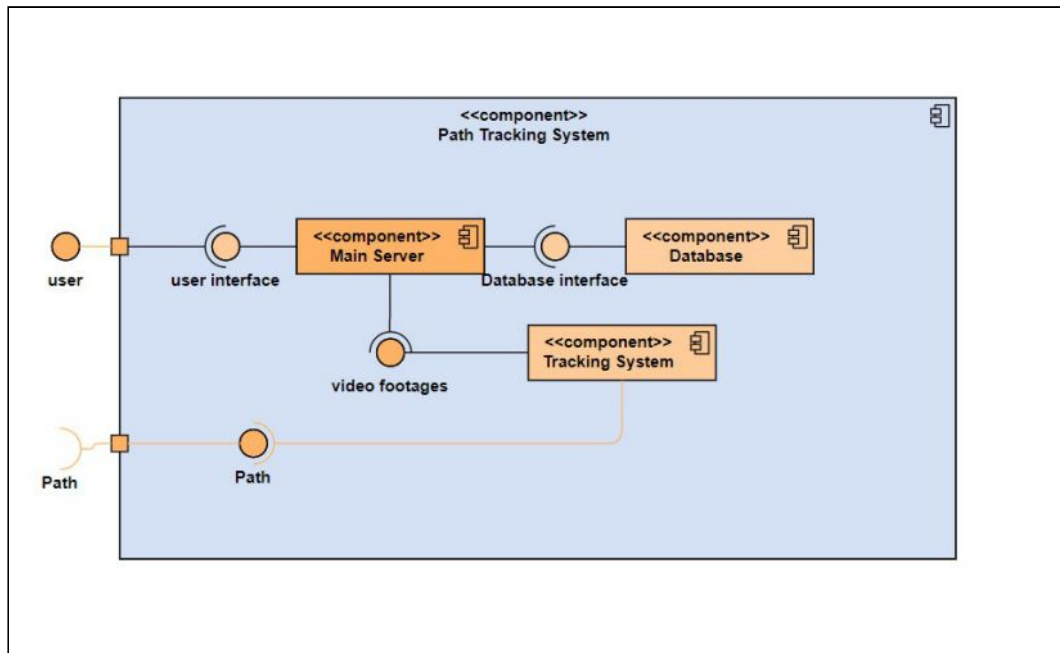 <<component>>
Path Tracking System
<<component>>
Main Server
<<component>>
Database
user
user interface
Database interface
<<component>>
Tracking System
video footages
Path
Path